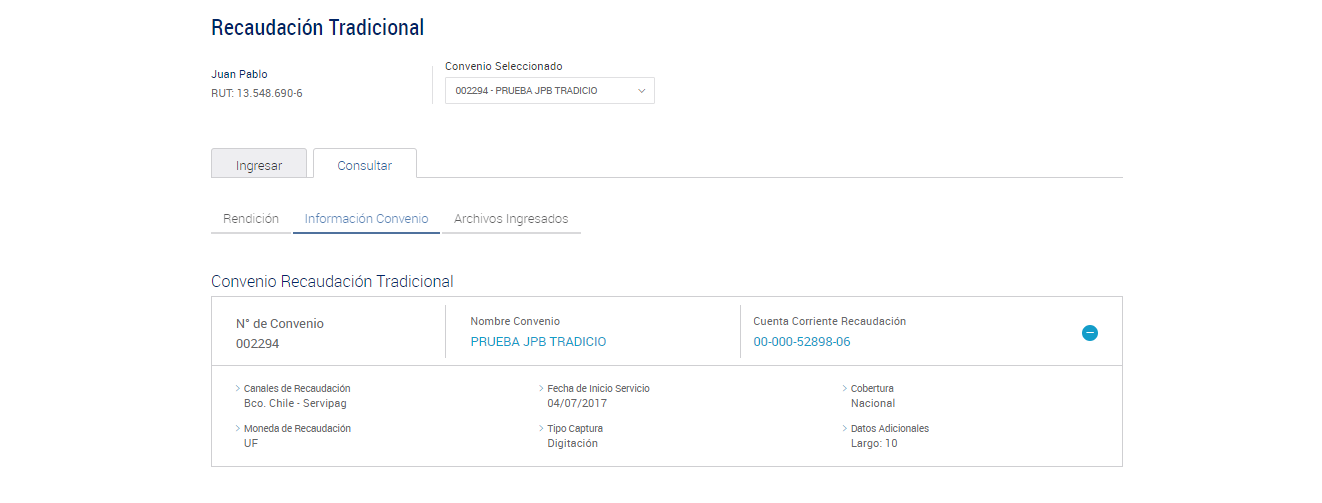 Recaudación Tradicional
Juan Pablo
RUT: 13.548.690-6
Convenio Seleccionado
002294 - PRUEBA JPB TRADICIO
Ingresar
Consultar
Rendición
Información Convenio
Archivos Ingresados
Convenio Recaudación Tradicional
N° de Convenio
002294
Nombre Convenio
PRUEBA JPB TRADICIO
Cuenta Corriente Recaudación
00-000-52898-06
Canales de Recaudación
Bco. Chile - Servipag
Fecha de Inicio Servicio
04/07/2017
Cobertura
Nacional
Moneda de Recaudación
UF
Tipo Captura
Digitación
Datos Adicionales
Largo: 10